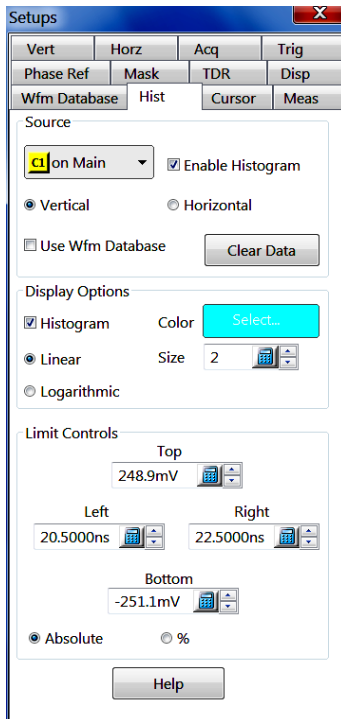 Setups
X
Vert Horz Acq Trig
Phase Ref Mask TDR Disp
Wfm Database Hist Cursor Meas
Source
C1 on Main Enable Histogram
Vertical Horizontal
Use Wfm Database Clear Data
Display Options
Histogram Color Select...
Linear Size 2
Logarithmic
Limit Controls
Top
248.9mV
Left Right
20.5000ns 22.5000ns
Bottom
-251.1mV
Absolute %
Help